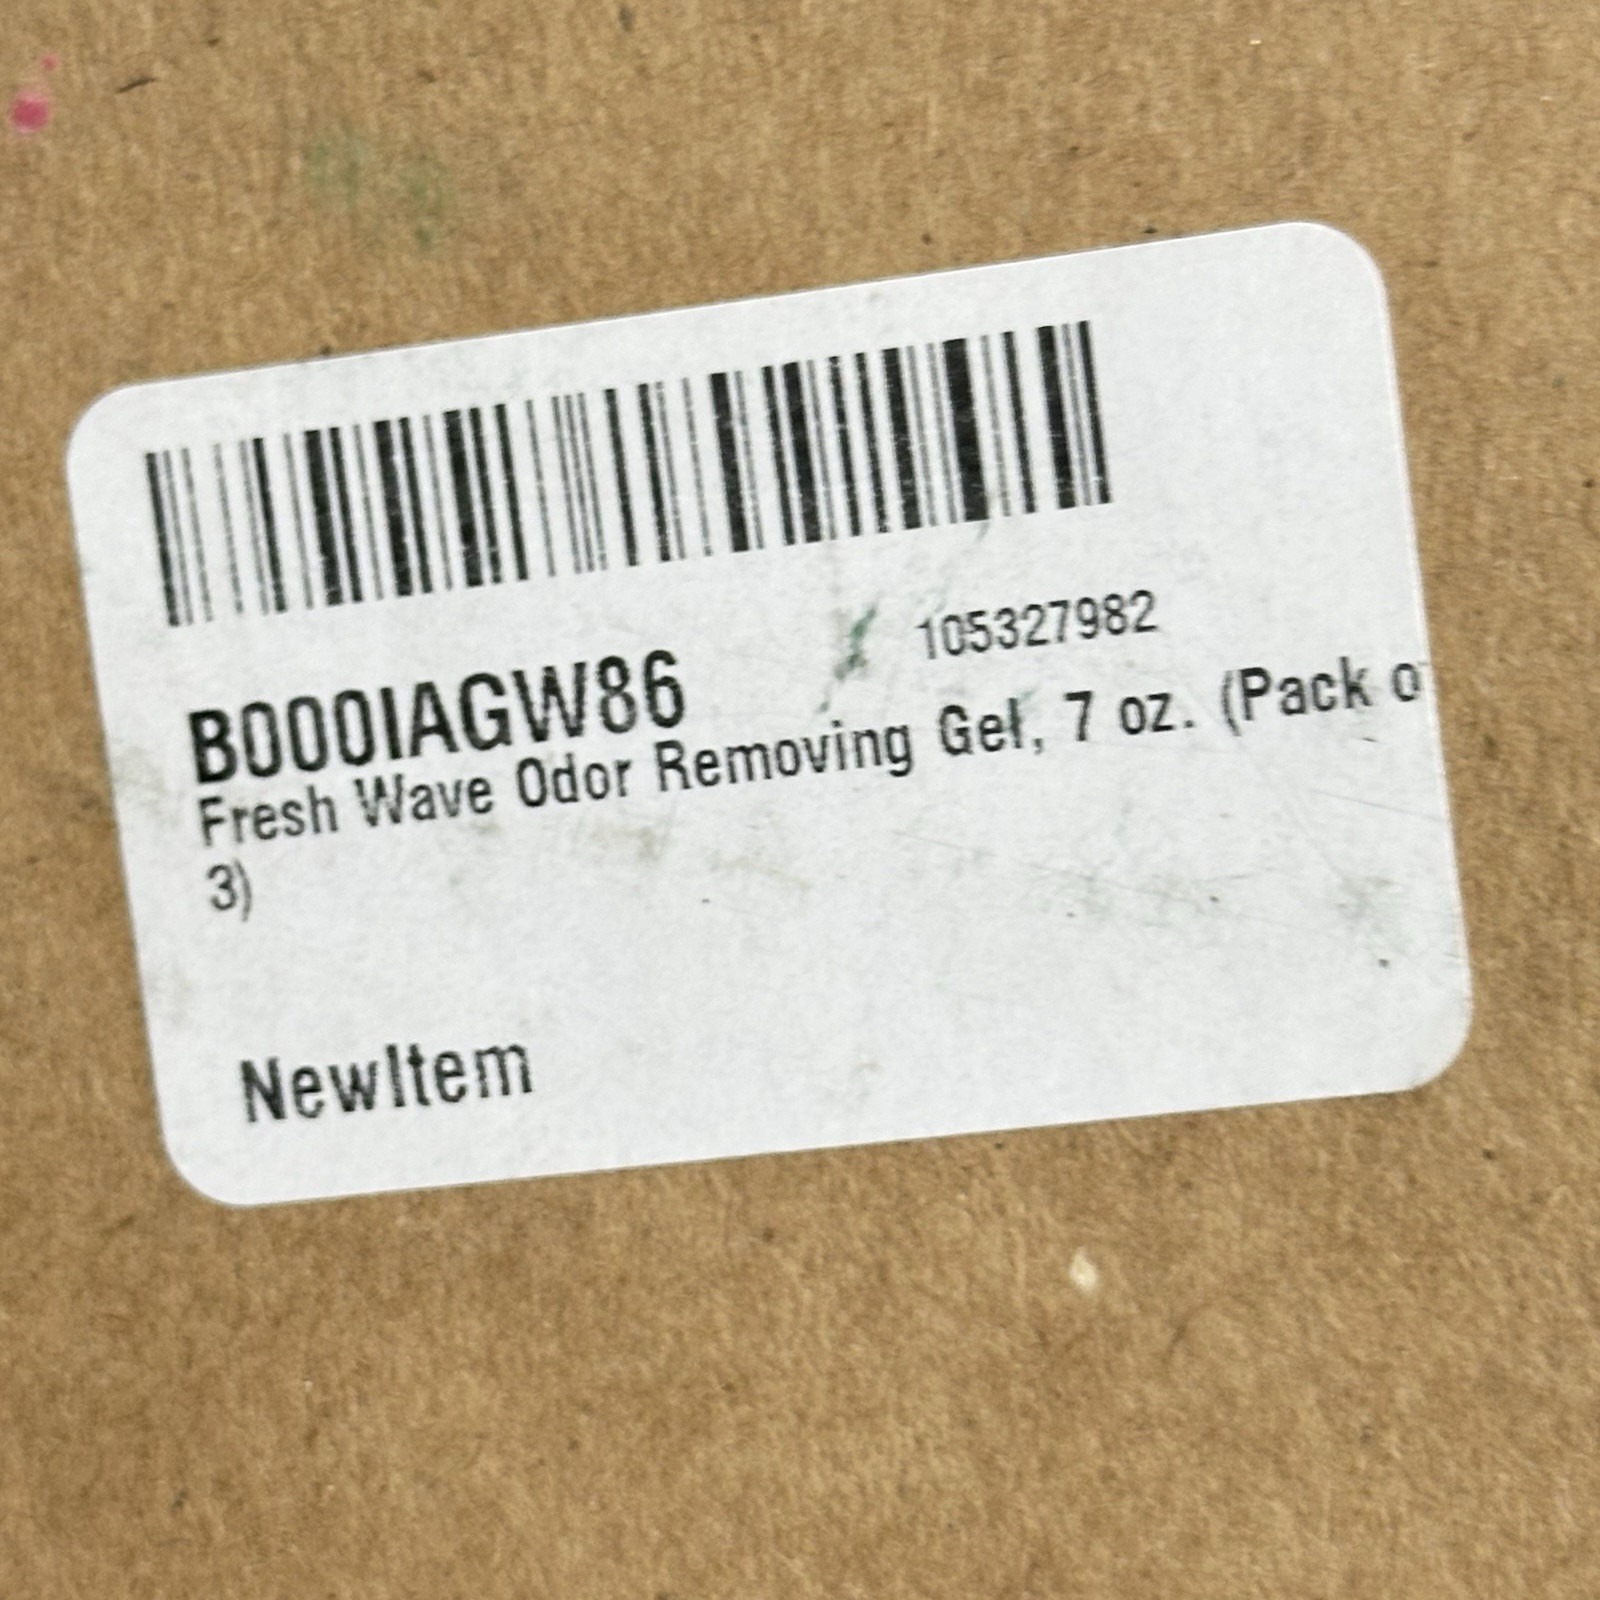 105327982
B000IAGW86
Fresh Wave Odor Removing Gel, 7 oz. (Pack o
3)
NewItem